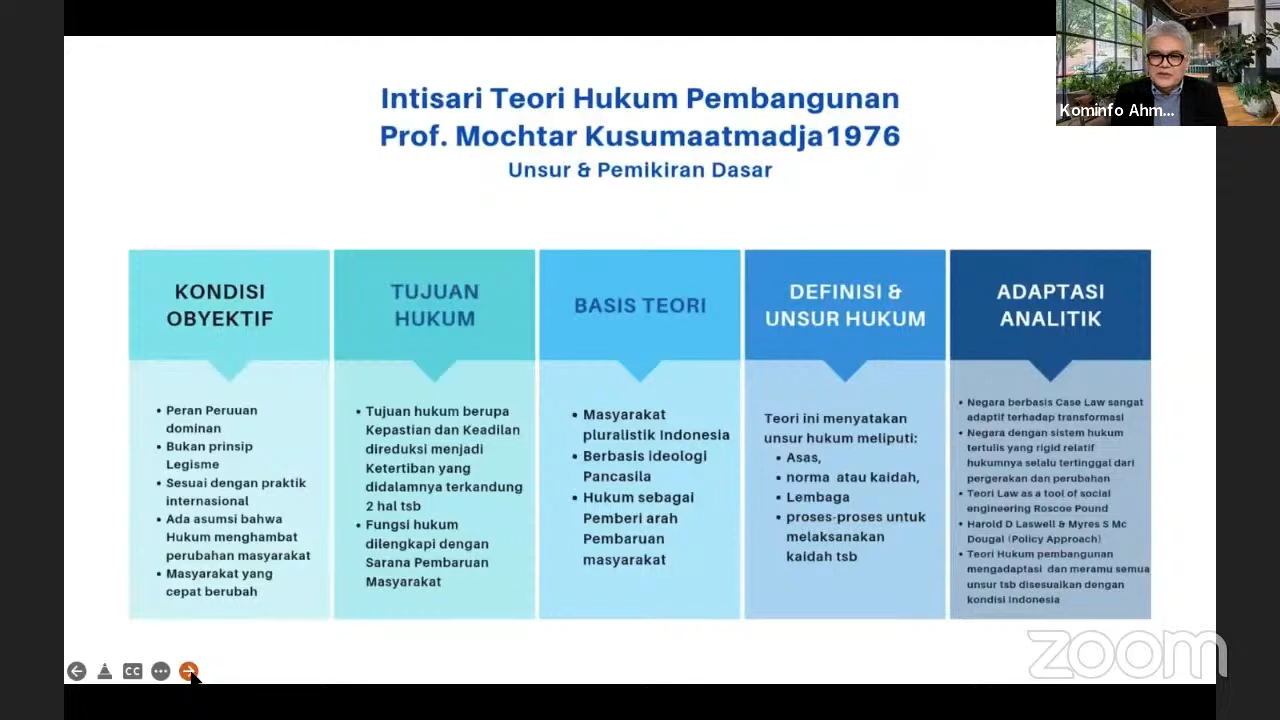 Intisari Teori Hukum Pembangunan
Prof. Mochtar Kusumaatmadja1976
Unsur & Pemikiran Dasar
Kominfo Ahm...
KONDISI
OBYEKTIF
• Peran Peruuan
dominan
• Bukan prinsip
Legisme
• Sesuai dengan praktik
internasional
• Ada asumsi bahwa
Hukum menghambat
perubahan masyarakat
• Masyarakat yang
cepat berubah
TUJUAN
HUKUM
• Tujuan hukum berupa
Kepastian dan Keadilan
direduksi menjadi
Ketertiban yang
didalamnya terkandung
2 hal tsb
• Fungsi hukum
dilengkapi dengan
Sarana Pembaruan
Masyarakat
BASIS TEORI
• Masyarakat
pluralistik Indonesia
• Berbasis ideologi
Pancasila
• Hukum sebagai
Pemberi arah
Pembaruan
masyarakat
DEFINISI &
UNSUR HUKUM
Teori ini menyatakan
unsur hukum meliputi:
• Asas,
• norma atau kaidah,
• Lembaga
• proses-proses untuk
melaksanakan
kaidah tsb
ADAPTASI
ANALITIK
• Negara berbasis Case Law sangat
adaptif terhadap transformasi
• Negara dengan sistem hukum
tertulis yang rigid relatif
hukumnya selalu tertinggal dari
pergerakan dan perubahan
• Teori Law as a tool of social
engineering Roscoe Pound
• Harold D Laswell & Myres S Mc
Dougal (Policy Approach)
• Teori Hukum pembangunan
mengadaptasi dan meramu semua
unsur tsb disesuaikan dengan
kondisi Indonesia
CC
zoom